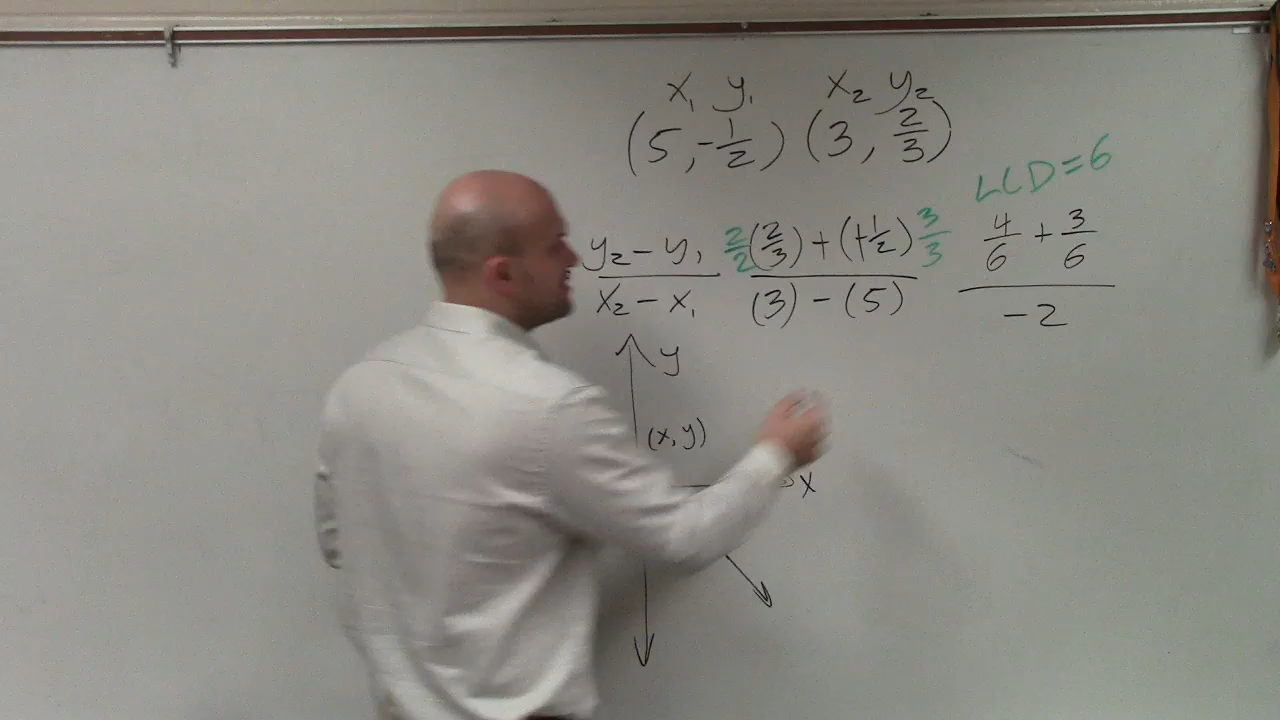 x₁ y₁ x₂ y₂
(5, -1/2) (3, 2/3)
LCD = 6
y₂ - y₁ / x₂ - x₁
2/2 (2/3) + (+1/2) 3/3 / (3) - (5)
4/6 + 3/6 / -2
y
(x, y)
x